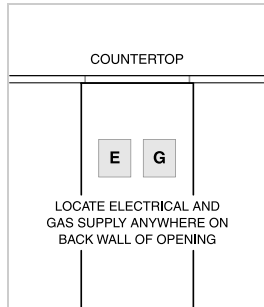 COUNTERTOP
E G
LOCATE ELECTRICAL AND
GAS SUPPLY ANYWHERE ON
BACK WALL OF OPENING